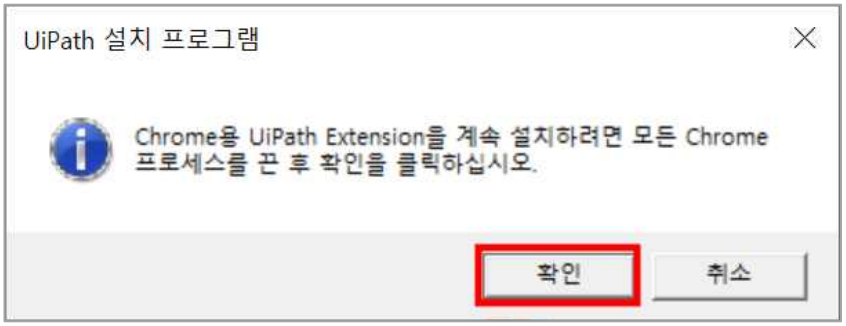 UiPath 설치 프로그램
Chrome용 UiPath Extension을 계속 설치하려면 모든 Chrome
프로세스를 끈 후 확인을 클릭하십시오.
확인 취소